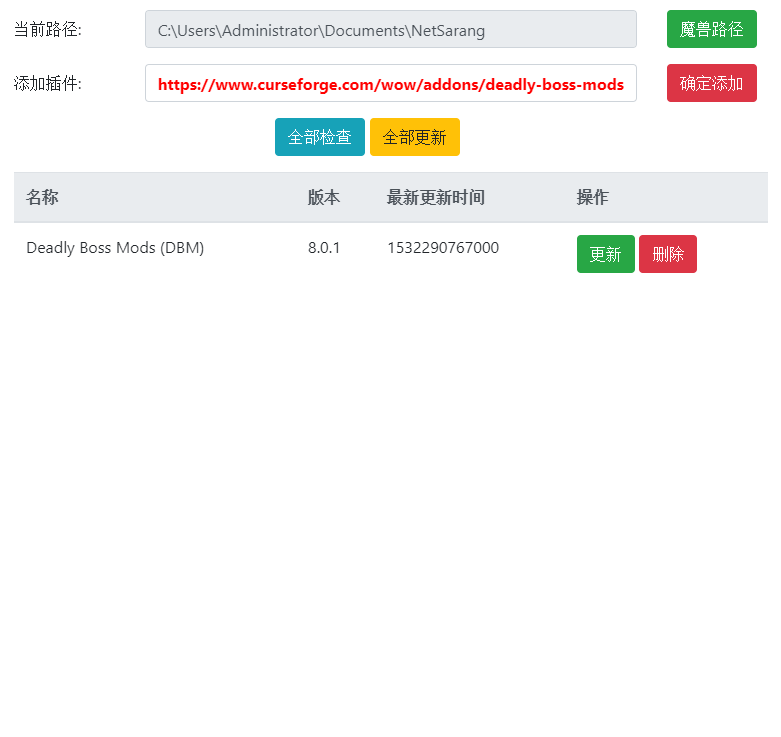 当前路径: C:\Users\Administrator\Documents\NetSarang 魔兽路径
添加插件: https://www.curseforge.com/wow/addons/deadly-boss-mods 确定添加
全部检查 全部更新
名称 版本 最新更新时间 操作
Deadly Boss Mods (DBM) 8.0.1 1532290767000 更新 删除